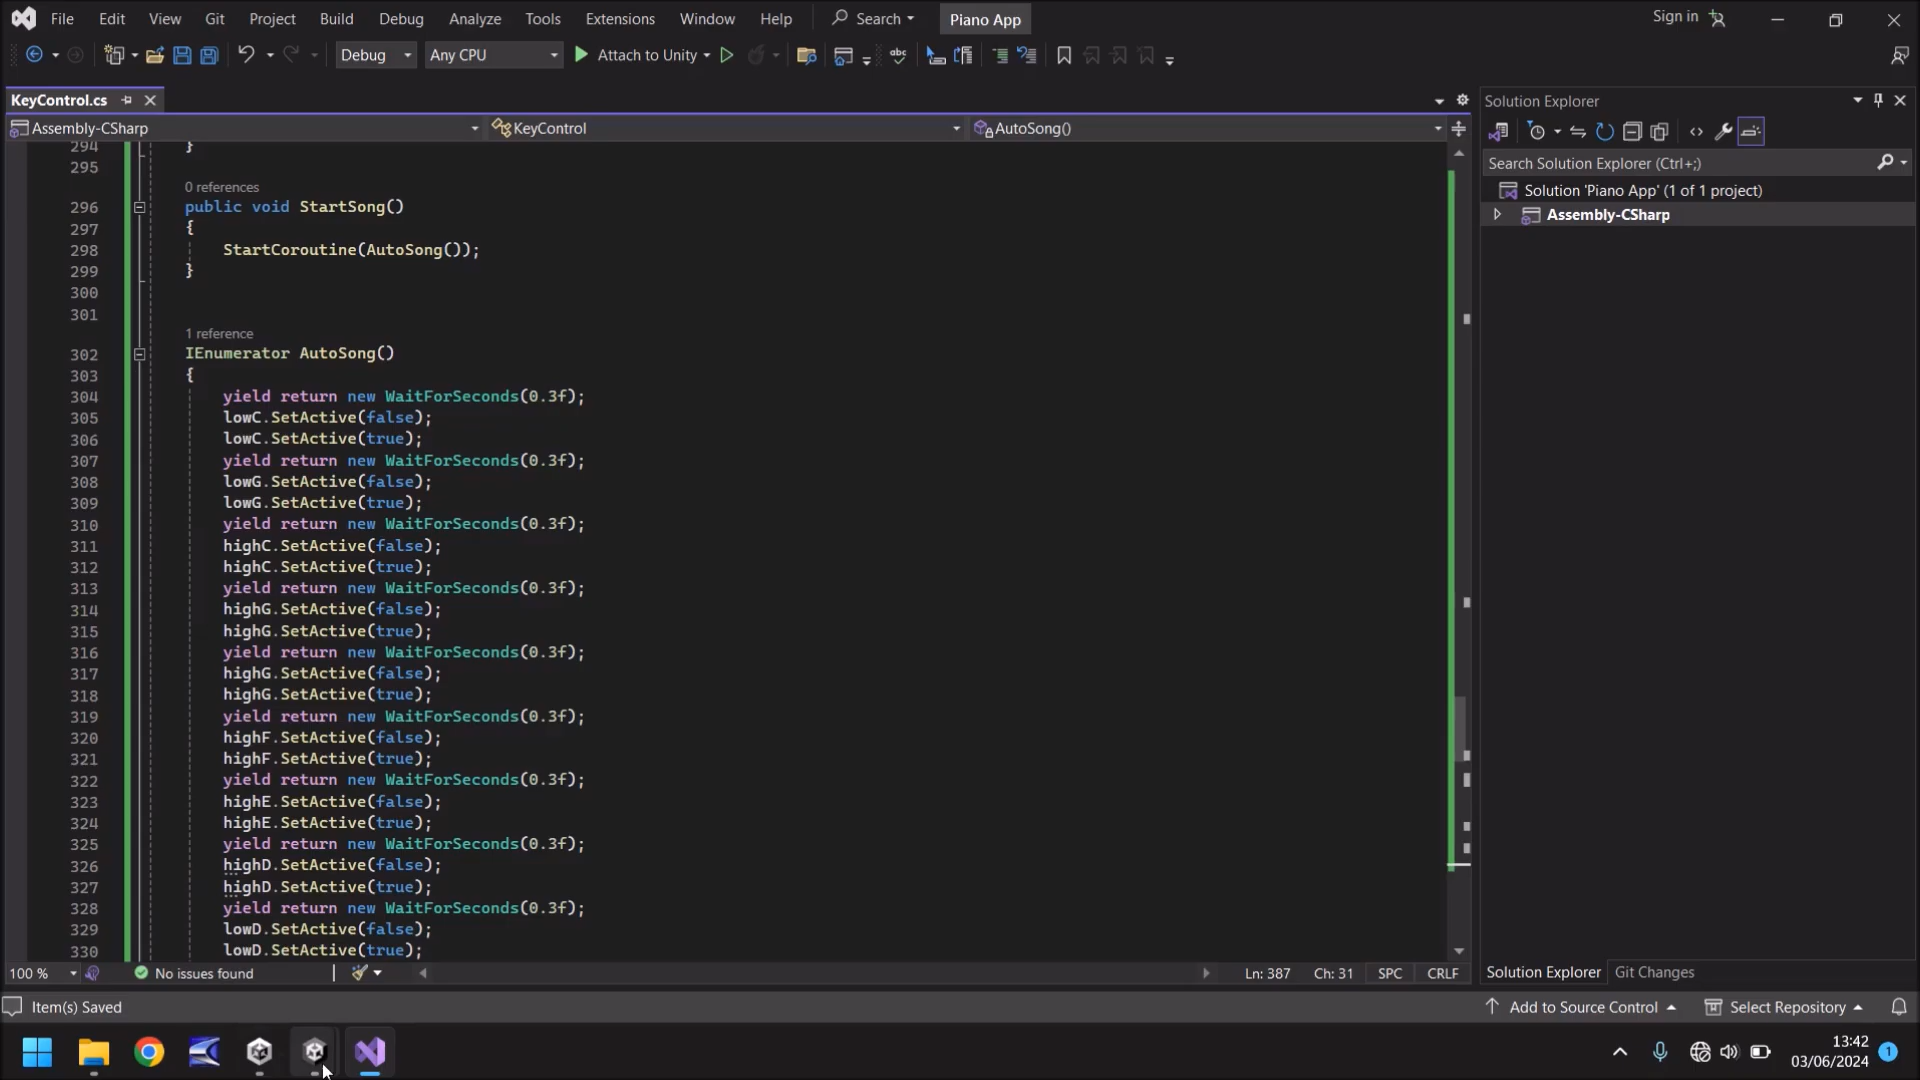 File Edit View Git Project Build Debug Analyze Tools Extensions Window Help Search Piano App Sign in
Debug Any CPU Attach to Unity
KeyControl.cs
Assembly-CSharp KeyControl AutoSong()
294 }
295
0 references
296 public void StartSong()
297 {
298 StartCoroutine(AutoSong());
299 }
300
301
1 reference
302 IEnumerator AutoSong()
303 {
304 yield return new WaitForSeconds(0.3f);
305 lowC.SetActive(false);
306 lowC.SetActive(true);
307 yield return new WaitForSeconds(0.3f);
308 lowG.SetActive(false);
309 lowG.SetActive(true);
310 yield return new WaitForSeconds(0.3f);
311 highC.SetActive(false);
312 highC.SetActive(true);
313 yield return new WaitForSeconds(0.3f);
314 highG.SetActive(false);
315 highG.SetActive(true);
316 yield return new WaitForSeconds(0.3f);
317 highG.SetActive(false);
318 highG.SetActive(true);
319 yield return new WaitForSeconds(0.3f);
320 highF.SetActive(false);
321 highF.SetActive(true);
322 yield return new WaitForSeconds(0.3f);
323 highE.SetActive(false);
324 highE.SetActive(true);
325 yield return new WaitForSeconds(0.3f);
326 highD.SetActive(false);
327 highD.SetActive(true);
328 yield return new WaitForSeconds(0.3f);
329 lowD.SetActive(false);
330 lowD.SetActive(true);
100 % No issues found Ln: 387 Ch: 31 SPC CRLF
Solution Explorer
Search Solution Explorer (Ctrl+;)
Solution 'Piano App' (1 of 1 project)
Assembly-CSharp
Solution Explorer Git Changes
Item(s) Saved Add to Source Control Select Repository
13:42
03/06/2024 1